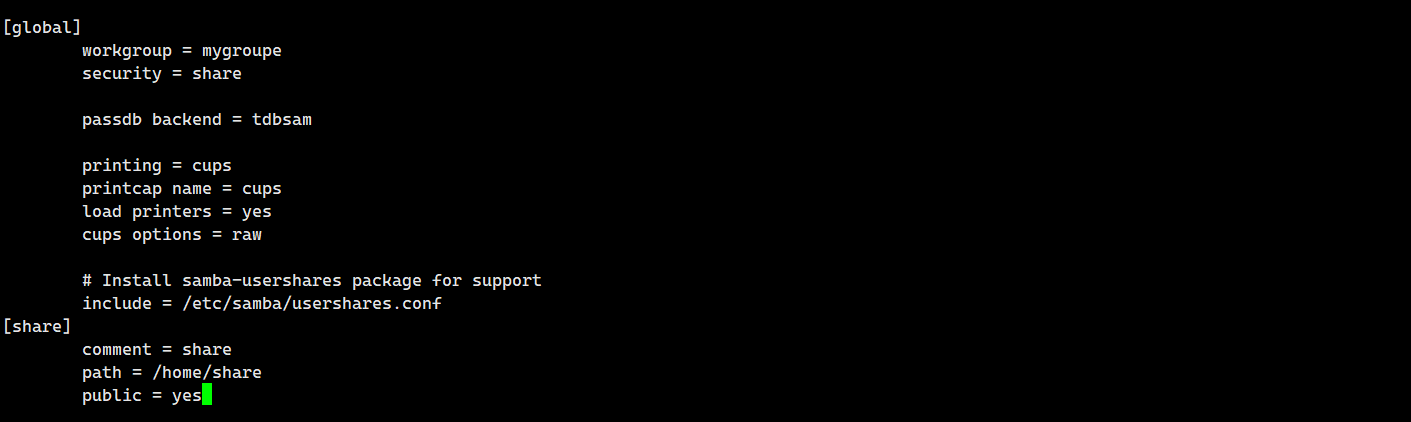 [global]
workgroup = mygroupe
security = share
passdb backend = tdbsam
printing = cups
printcap name = cups
load printers = yes
cups options = raw
# Install samba-usershares package for support
include = /etc/samba/usershares.conf
[share]
comment = share
path = /home/share
public = yes